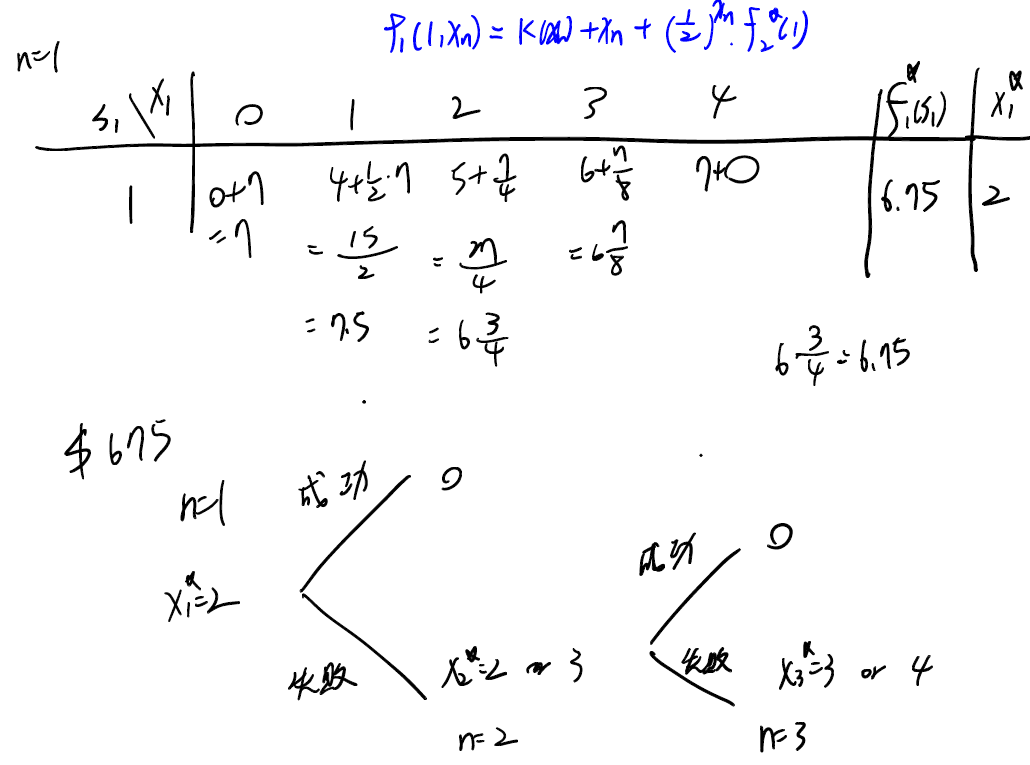 f₁(1,xₙ) = K(xₙ) + xₙ + (1/2)^xₙ · f₂*(1)
n=1
s₁ \ x₁ 0 1 2 3 4 f₁*(s₁) x₁*
1 0+7 4+1/2·7 5+7/4 6+7/8 7+0 6.75 2
=7 = 15/2 = 27/4 = 6 7/8
= 7.5 = 6 3/4
6 3/4 = 6.75
$ 675
n=1 成功 0
成功 0
x₁*=2
失敗 x₂*=2 or 3 失敗 x₃*=3 or 4
n=2 n=3